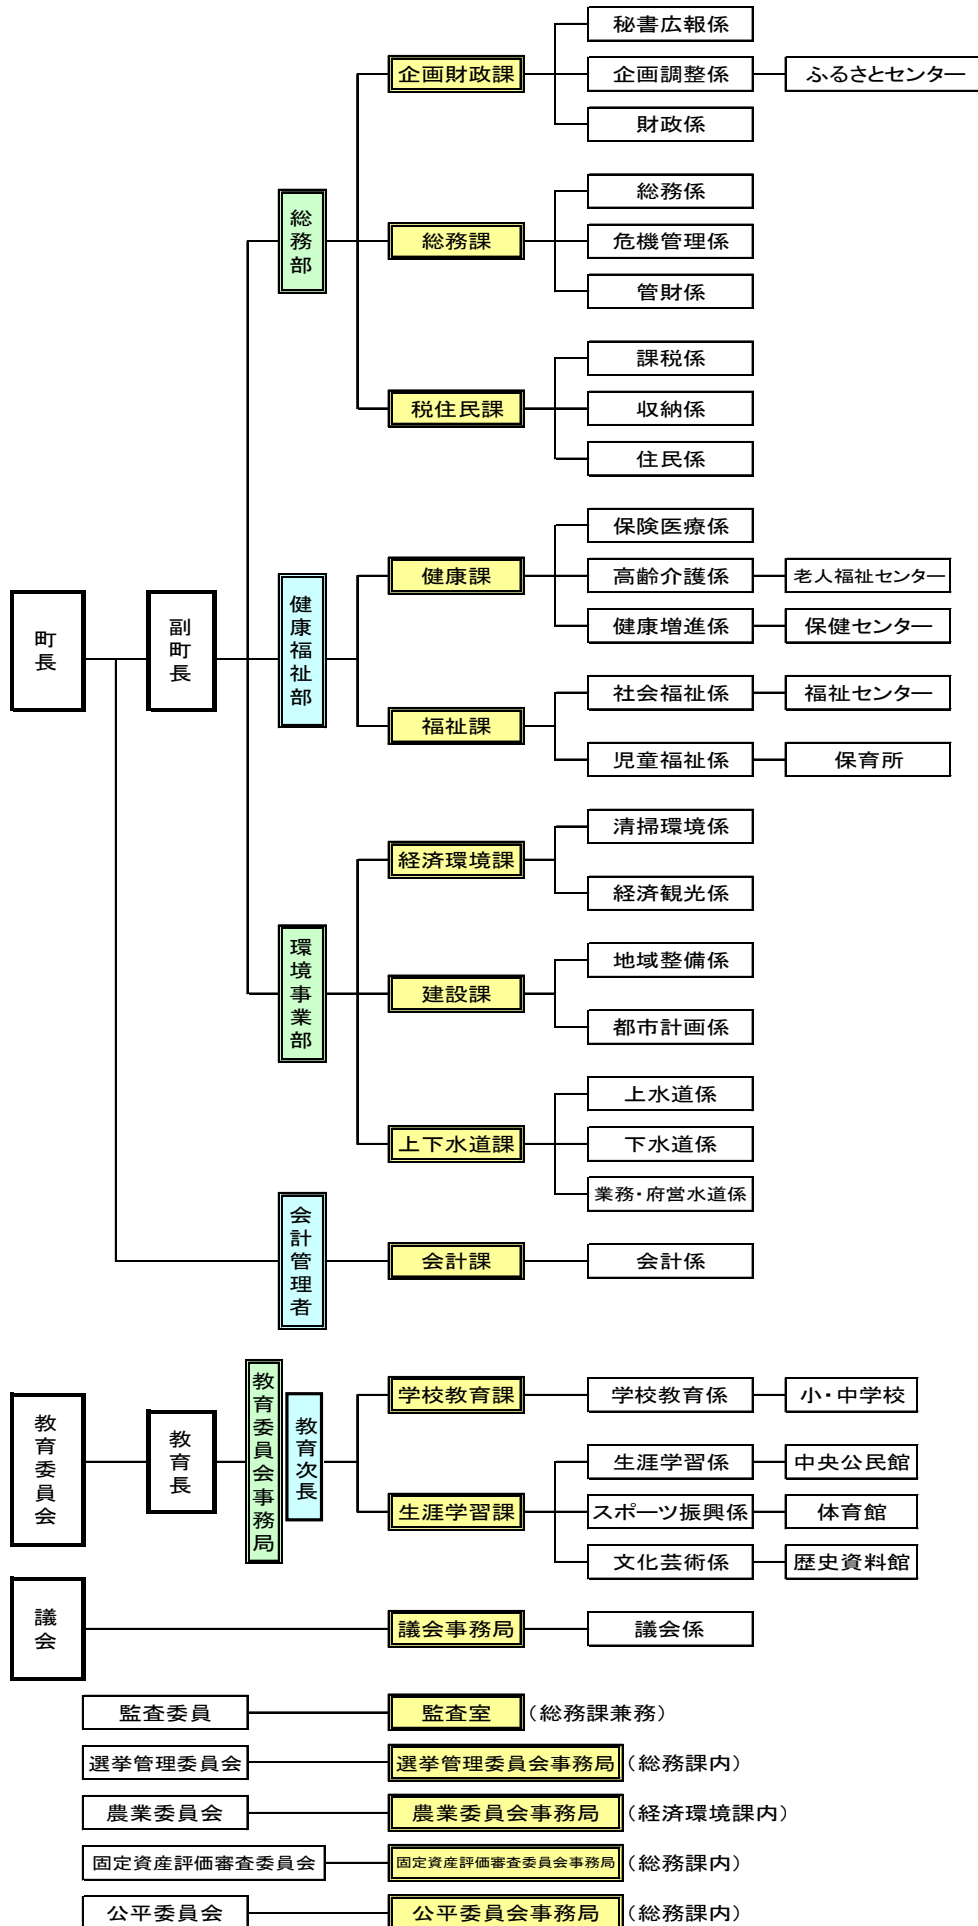 秘書広報係
企画財政課
企画調整係
ふるさとセンター
財政係
総務部
総務係
総務課
危機管理係
管財係
課税係
税住民課
収納係
住民係
保険医療係
健康課
高齢介護係
老人福祉センター
健康増進係
保健センター
町長
副町長
健康福祉部
社会福祉係
福祉センター
福祉課
児童福祉係
保育所
清掃環境係
経済環境課
経済観光係
環境事業部
地域整備係
建設課
都市計画係
上水道係
上下水道課
下水道係
業務・府営水道係
会計管理者
会計課
会計係
教育委員会
教育長
教育委員会事務局
教育次長
学校教育課
学校教育係
小・中学校
生涯学習係
中央公民館
生涯学習課
スポーツ振興係
体育館
文化芸術係
歴史資料館
議会
議会事務局
議会係
監査委員
監査室
(総務課兼務)
選挙管理委員会
選挙管理委員会事務局
(総務課内)
農業委員会
農業委員会事務局
(経済環境課内)
固定資産評価審査委員会
固定資産評価審査委員会事務局
(総務課内)
公平委員会
公平委員会事務局
(総務課内)